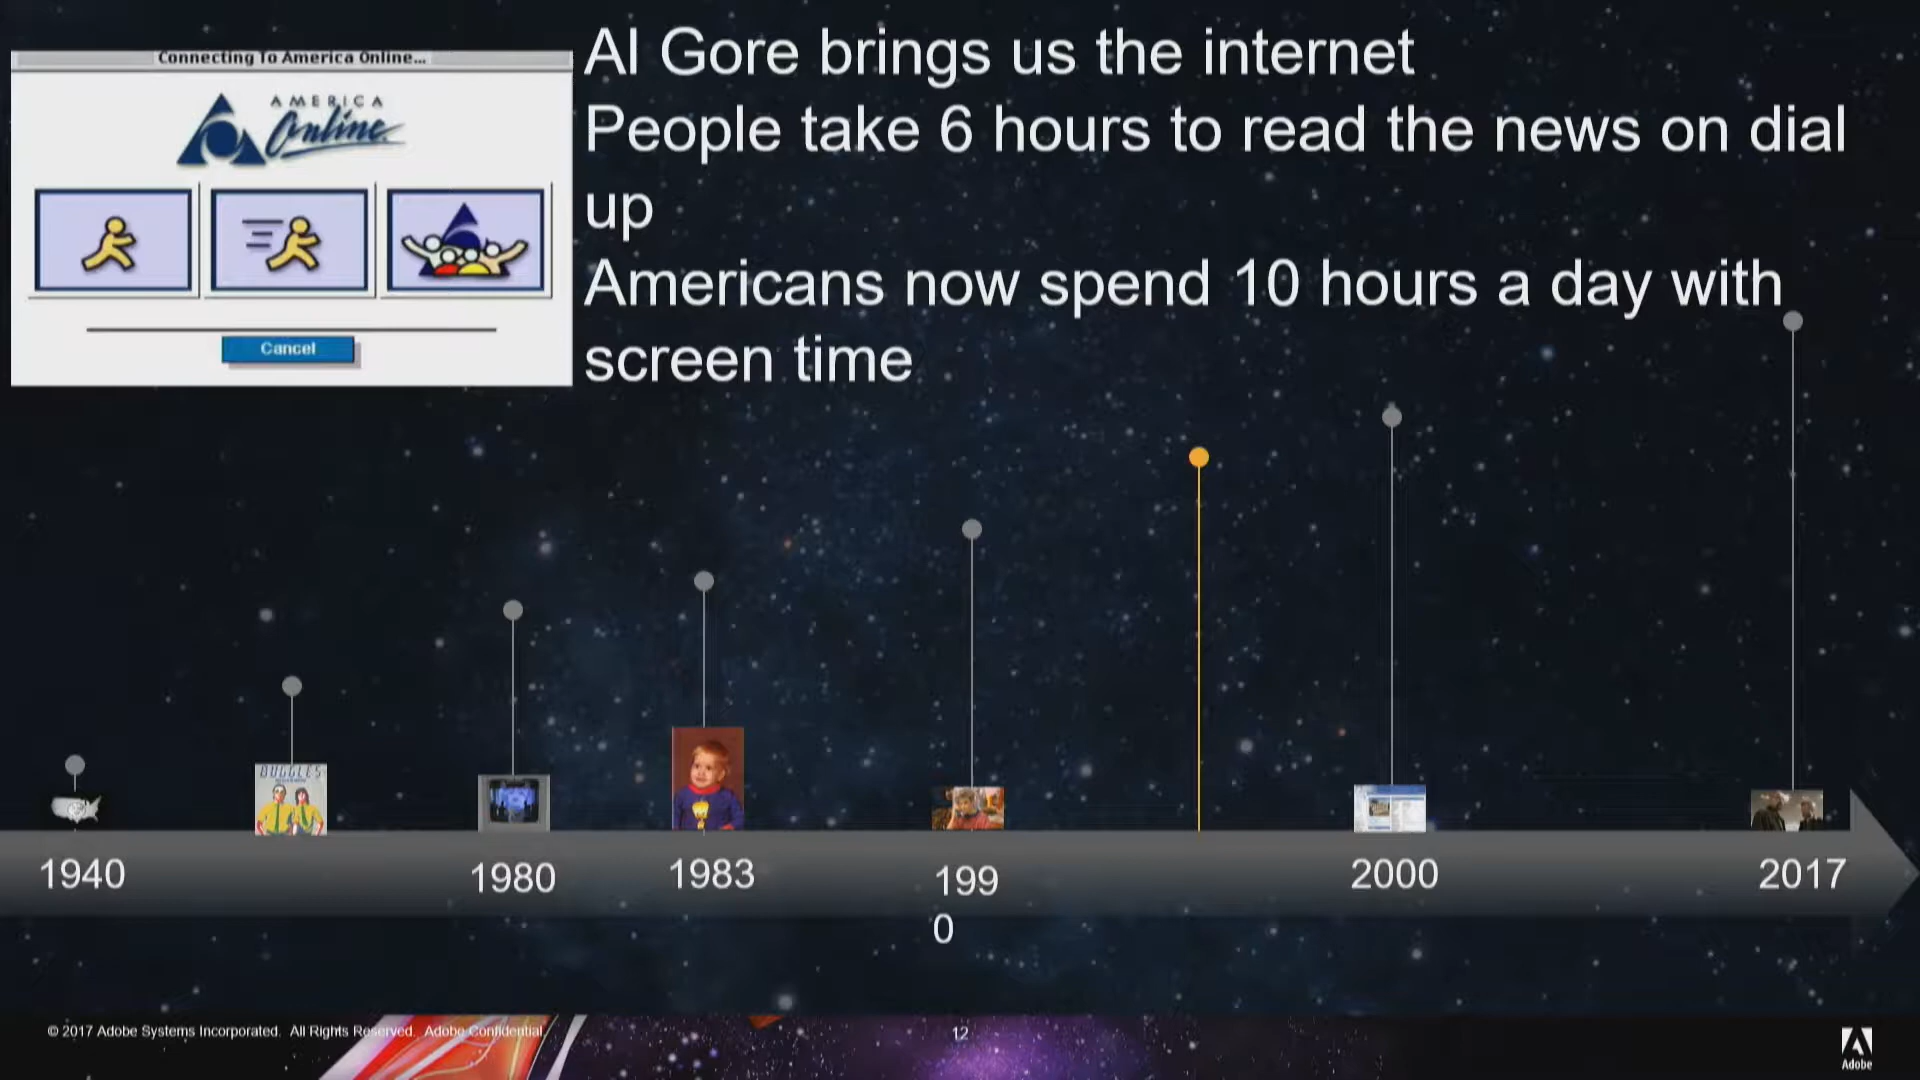 Connecting To America Online...
AMERICA
Online
Cancel
Al Gore brings us the internet
People take 6 hours to read the news on dial
up
Americans now spend 10 hours a day with
screen time
BUGGLES
1940
1980
1983
199
0
2000
2017
© 2017 Adobe Systems Incorporated. All Rights Reserved. Adobe Confidential.
12
Adobe